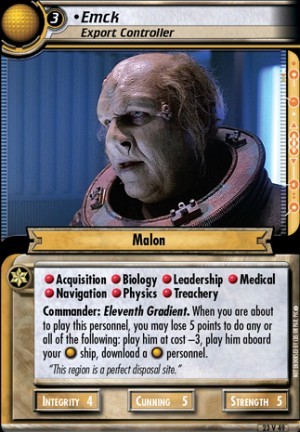 3
• Emck
Export Controller
Malon
• Acquisition • Biology • Leadership • Medical
• Navigation • Physics • Treachery
Commander: Eleventh Gradient. When you are about
to play this personnel, you may lose 5 points to do any or
all of the following: play him at cost –3, play him aboard
your ship, download a personnel.
"This region is a perfect disposal site."
Integrity 4
Cunning 5
Strength 5